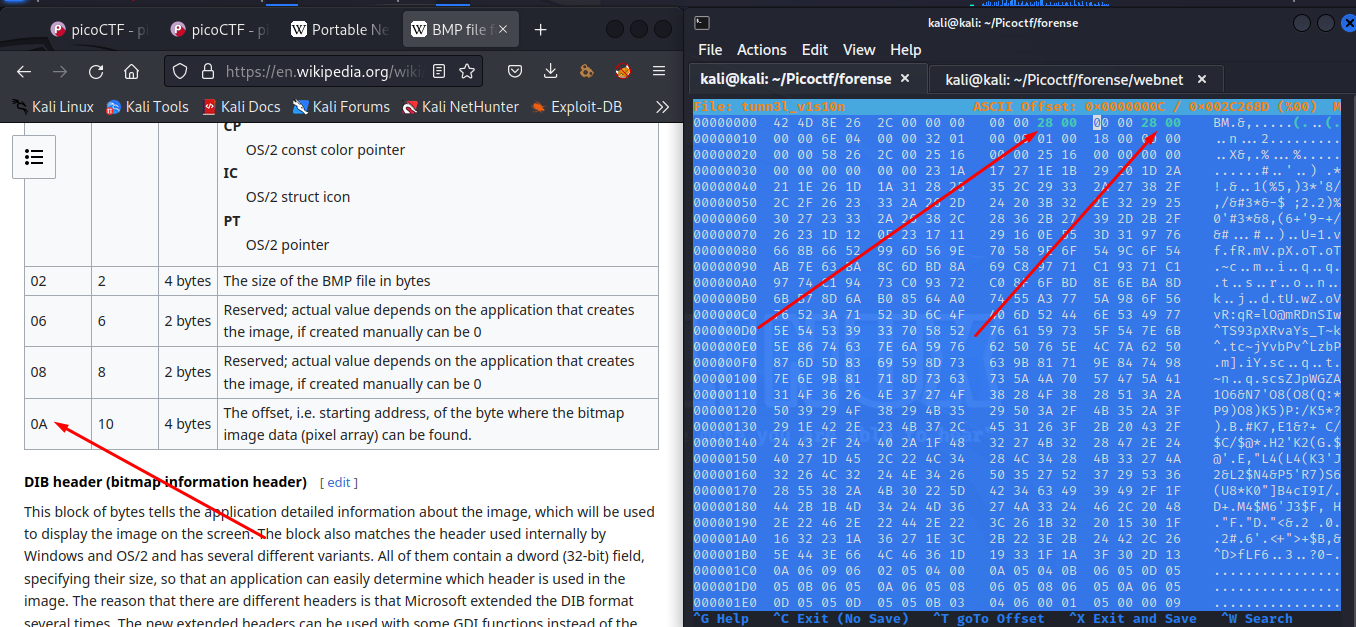 picoCTF - p
picoCTF - p
Portable Ne
BMP file f
https://en.wikipedia.org/wiki
Kali Linux
Kali Tools
Kali Docs
Kali Forums
Kali NetHunter
Exploit-DB
CP
OS/2 const color pointer
IC
OS/2 struct icon
PT
OS/2 pointer
02 2 4 bytes The size of the BMP file in bytes
06 6 2 bytes Reserved; actual value depends on the application that creates
the image, if created manually can be 0
08 8 2 bytes Reserved; actual value depends on the application that creates
the image, if created manually can be 0
0A 10 4 bytes The offset, i.e. starting address, of the byte where the bitmap
image data (pixel array) can be found.
DIB header (bitmap information header) [ edit ]
This block of bytes tells the application detailed information about the image, which will be used
to display the image on the screen. The block also matches the header used internally by
Windows and OS/2 and has several different variants. All of them contain a dword (32-bit) field,
specifying their size, so that an application can easily determine which header is used in the
image. The reason that there are different headers is that Microsoft extended the DIB format
several times. The new extended headers can be used with some GDI functions instead of the
kali@kali: ~/Picoctf/forense
File Actions Edit View Help
kali@kali: ~/Picoctf/forense
kali@kali: ~/Picoctf/forense/webnet
File: tunn3l_v1s10n ASCII Offset: 0x0000000C / 0x002C268D (%00) M
00000000 42 4D 8E 26 2C 00 00 00 00 00 28 00 00 00 28 00 BM.&,.....(...(.
00000010 00 00 6E 04 00 00 32 01 00 00 01 00 18 00 00 00 ..n...2.........
00000020 00 00 58 26 2C 00 25 16 00 00 25 16 00 00 00 00 ..X&,.%...%.....
00000030 00 00 00 00 00 00 23 1A 17 27 1E 1B 29 20 1D 2A ......#..'..) .*
00000040 21 1E 26 1D 1A 31 28 35 2C 29 33 27 38 2F
00000050 2C 2F 26 23 33 2A 2D 24 20 3B 32 2E 32 29 25
00000060 30 27 23 33 2A 38 2C 28 36 2B 27 39 2D 2B 2F
00000070 26 23 1D 12 23 17 11 29 16 0E 55 3D 31 97 76
00000080 66 8B 66 52 99 6D 56 9E 70 58 9E 6F 54 9C 6F 54 f.fR.mV.pX.oT.oT
00000090 AB 7E 63 8C 6D BD 8A 69 C8 97 71 C1 93 71 C1
000000A0 97 74 94 73 C0 93 72 C0 8F 6F BD 8E 6E BA 8D
000000B0 8D 6A B0 85 64 A0 74 55 A3 77 5A 98 6F 56
000000C0 52 3A 71 52 3D 6C 4F 6D 52 44 6E 53 49 77
000000D0 5E 54 53 39 33 70 58 52 76 61 59 73 5F 54 7E 6B ^TS93pXRvaYs_T~k
000000E0 5E 86 74 63 7E 6A 59 76 62 50 76 5E 4C 7A 62 50 ^.tc~jYvbPv^LzbP
000000F0 87 6D 5D 83 69 59 8D 73 63 9B 81 71 9E 84 74 98 .m].iY.sc..q..t.
00000100 7E 6E 9B 81 71 8D 73 63 73 5A 4A 70 57 47 5A 41 ~n..q.scsZJpWGZA
00000110 31 4F 36 26 4E 37 27 4F 38 28 4F 38 28 51 3A 2A 1O6&N7'O8(O8(Q:*
00000120 50 39 29 4F 38 29 4B 35 29 50 3A 2F 4B 35 2A 3F P9)O8)K5)P:/K5*?
00000130 29 1E 42 2E 23 4B 37 2C 45 31 26 3F 2B 20 43 2F ).B.#K7,E1&?+ C/
00000140 24 43 2F 24 40 2A 1F 48 32 27 4B 32 28 47 2E 24 $C/$@*.H2'K2(G.$
00000150 40 27 1D 45 2C 22 4C 34 28 4C 34 28 4B 33 27 4A @'.E,"L4(L4(K3'J
00000160 32 26 4C 32 24 4E 34 26 50 35 27 52 37 29 53 36 2&L2$N4&P5'R7)S6
00000170 28 55 38 2A 4B 30 22 5D 42 34 63 49 39 49 2F 1F (U8*K0"]B4cI9I/.
00000180 44 2B 1B 4D 34 24 4D 36 27 4A 33 24 46 2C 20 48 D+.M4$M6'J3$F, H
00000190 2E 22 46 2E 22 44 2E 22 3C 26 1B 32 20 15 30 1F ."F."D."<&.2 .0.
000001A0 16 32 23 1A 36 27 1E 3C 2B 22 3E 2B 24 42 2C 26 .2#.6'.<+">+$B,&
000001B0 5E 44 3E 66 4C 46 36 1D 19 33 1F 1A 3F 30 2D 13 ^D>fLF6..3..?0-.
000001C0 0A 06 09 06 02 05 04 00 0A 05 04 0B 06 05 0D 05 ................
000001D0 05 0B 06 05 0A 06 05 08 06 05 08 06 05 0A 06 05 ................
000001E0 0D 05 05 0D 05 05 0B 03 04 06 00 01 05 00 00 09 ................
^G Help ^C Exit (No Save) ^T goTo Offset ^X Exit and Save ^W Search